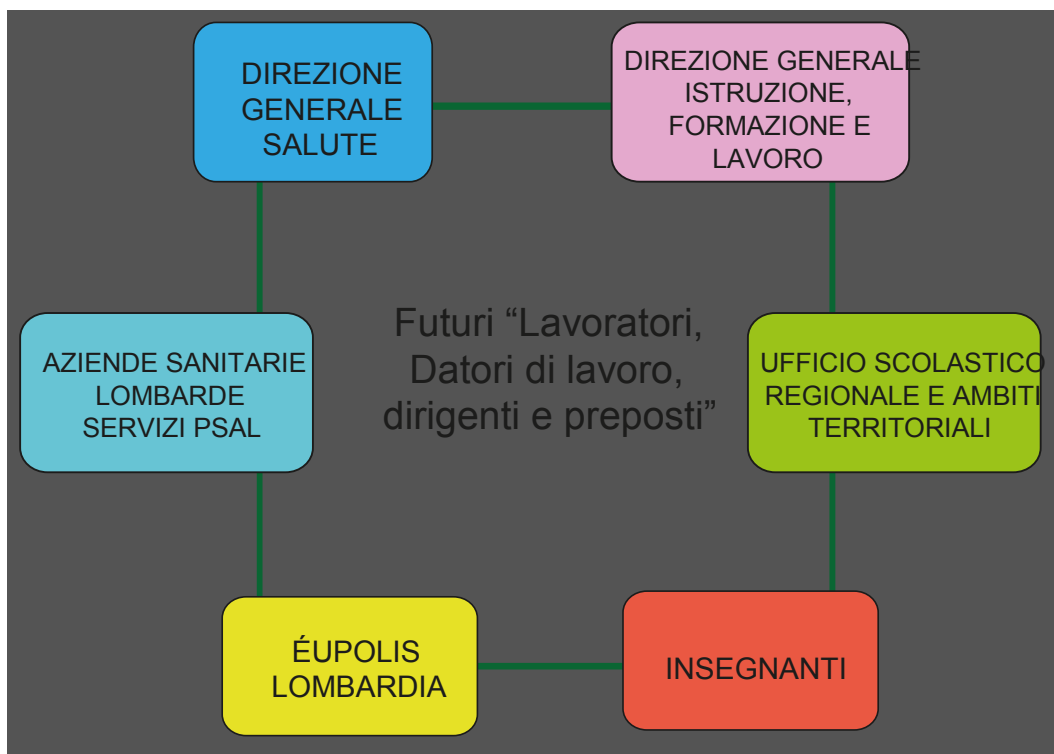 DIREZIONE
GENERALE
SALUTE
DIREZIONE GENERALE
ISTRUZIONE,
FORMAZIONE E
LAVORO
AZIENDE SANITARIE
LOMBARDE
SERVIZI PSAL
Futuri “Lavoratori,
Datori di lavoro,
dirigenti e preposti”
UFFICIO SCOLASTICO
REGIONALE E AMBITI
TERRITORIALI
ÉUPOLIS
LOMBARDIA
INSEGNANTI